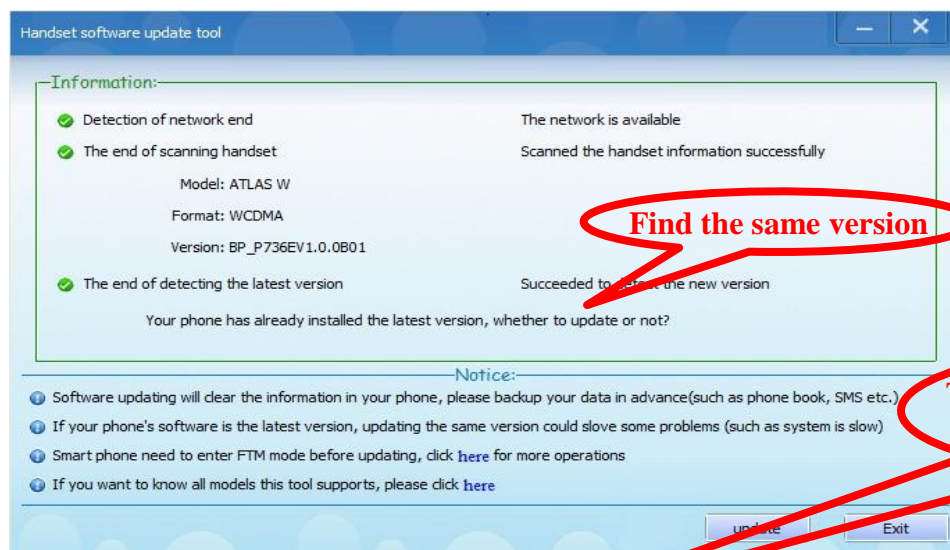 Handset software update tool
Information:
Detection of network end The network is available
The end of scanning handset Scanned the handset information successfully
Model: ATLAS W
Format: WCDMA
Version: BP_P736EV1.0.0B01
Find the same version
The end of detecting the latest version Succeeded to detect the new version
Your phone has already installed the latest version, whether to update or not?
Notice:
Software updating will clear the information in your phone, please backup your data in advance(such as phone book, SMS etc.)
If your phone's software is the latest version, updating the same version could slove some problems (such as system is slow)
Smart phone need to enter FTM mode before updating, click here for more operations
If you want to know all models this tool supports, please click here
update Exit